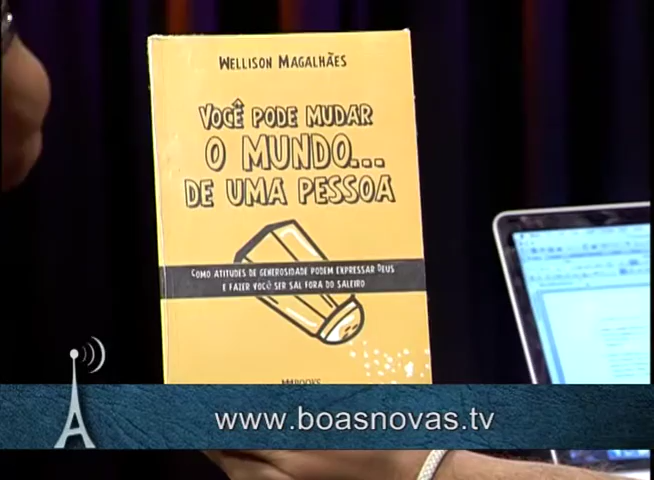 WELLISON MAGALHÃES
VOCÊ PODE MUDAR
O MUNDO...
DE UMA PESSOA
COMO ATITUDES DE GENEROSIDADE PODEM EXPRESSAR DEUS
E FAZER VOCÊ SER SAL FORA DO SALEIRO
www.boasnovas.tv